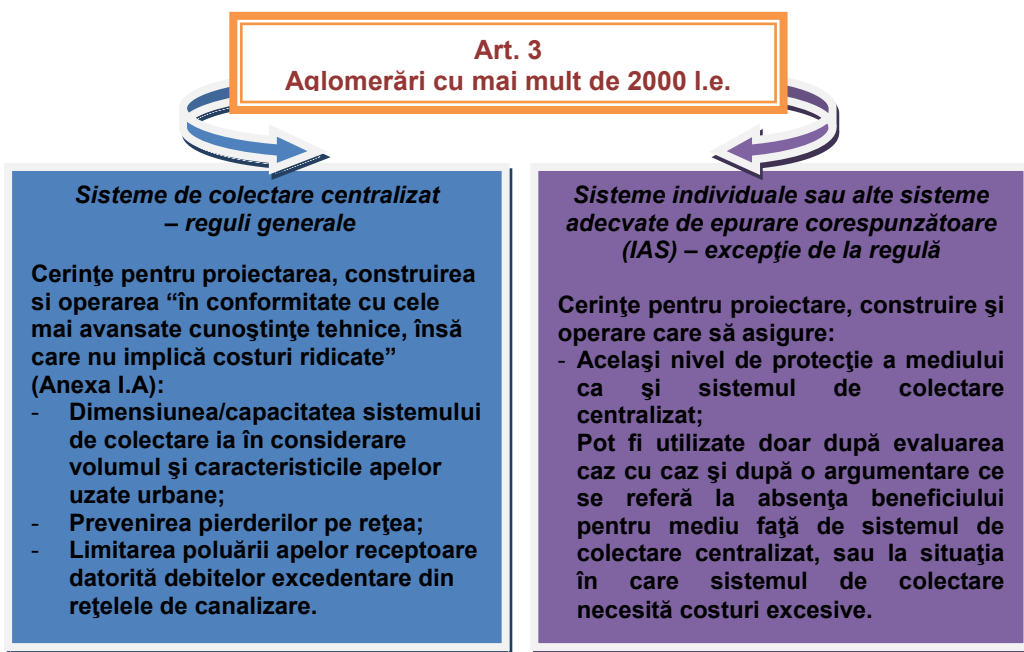 Art. 3
Aglomerări cu mai mult de 2000 l.e.
Sisteme de colectare centralizat
– reguli generale
Cerinţe pentru proiectarea, construirea
si operarea “în conformitate cu cele
mai avansate cunoştinţe tehnice, însă
care nu implică costuri ridicate”
(Anexa I.A):
- Dimensiunea/capacitatea sistemului
de colectare ia în considerare
volumul şi caracteristicile apelor
uzate urbane;
- Prevenirea pierderilor pe reţea;
- Limitarea poluării apelor receptoare
datorită debitelor excedentare din
reţelele de canalizare.
Sisteme individuale sau alte sisteme
adecvate de epurare corespunzătoare
(IAS) – excepţie de la regulă
Cerinţe pentru proiectare, construire şi
operare care să asigure:
- Acelaşi nivel de protecţie a mediului
ca şi sistemul de colectare
centralizat;
Pot fi utilizate doar după evaluarea
caz cu caz şi după o argumentare ce
se referă la absenţa beneficiului
pentru mediu faţă de sistemul de
colectare centralizat, sau la situaţia
în care sistemul de colectare
necesită costuri excesive.